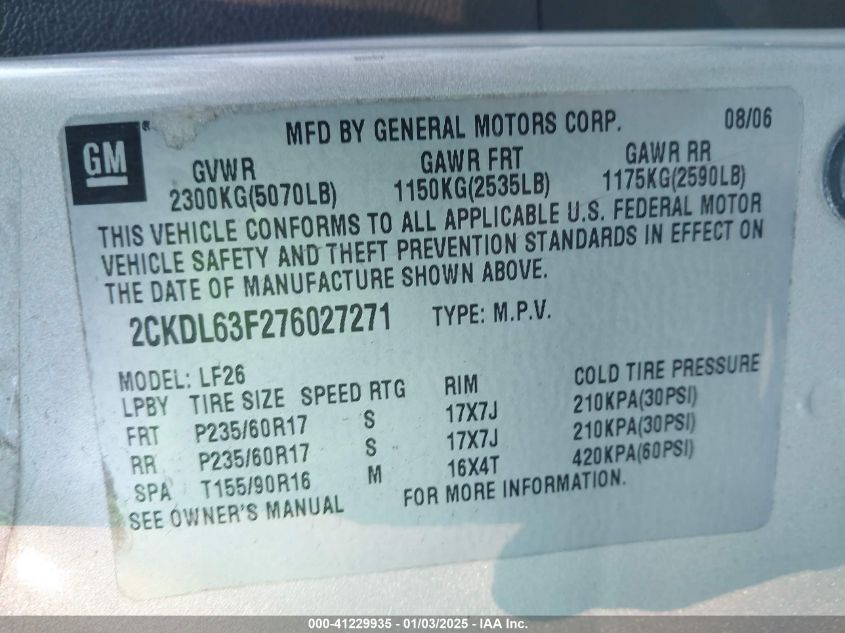 GM
®
MFD BY GENERAL MOTORS CORP. 08/06
GVWR GAWR FRT GAWR RR
2300KG(5070LB) 1150KG(2535LB) 1175KG(2590LB)
THIS VEHICLE CONFORMS TO ALL APPLICABLE U.S. FEDERAL MOTOR
VEHICLE SAFETY AND THEFT PREVENTION STANDARDS IN EFFECT ON
THE DATE OF MANUFACTURE SHOWN ABOVE.
2CKDL63F276027271 TYPE: M.P.V.
MODEL: LF26
LPBY TIRE SIZE SPEED RTG RIM COLD TIRE PRESSURE
FRT P235/60R17 S 17X7J 210KPA(30PSI)
RR P235/60R17 S 17X7J 210KPA(30PSI)
SPA T155/90R16 M 16X4T 420KPA(60PSI)
SEE OWNER'S MANUAL FOR MORE INFORMATION.
000-41229935 - 01/03/2025 - IAA Inc.